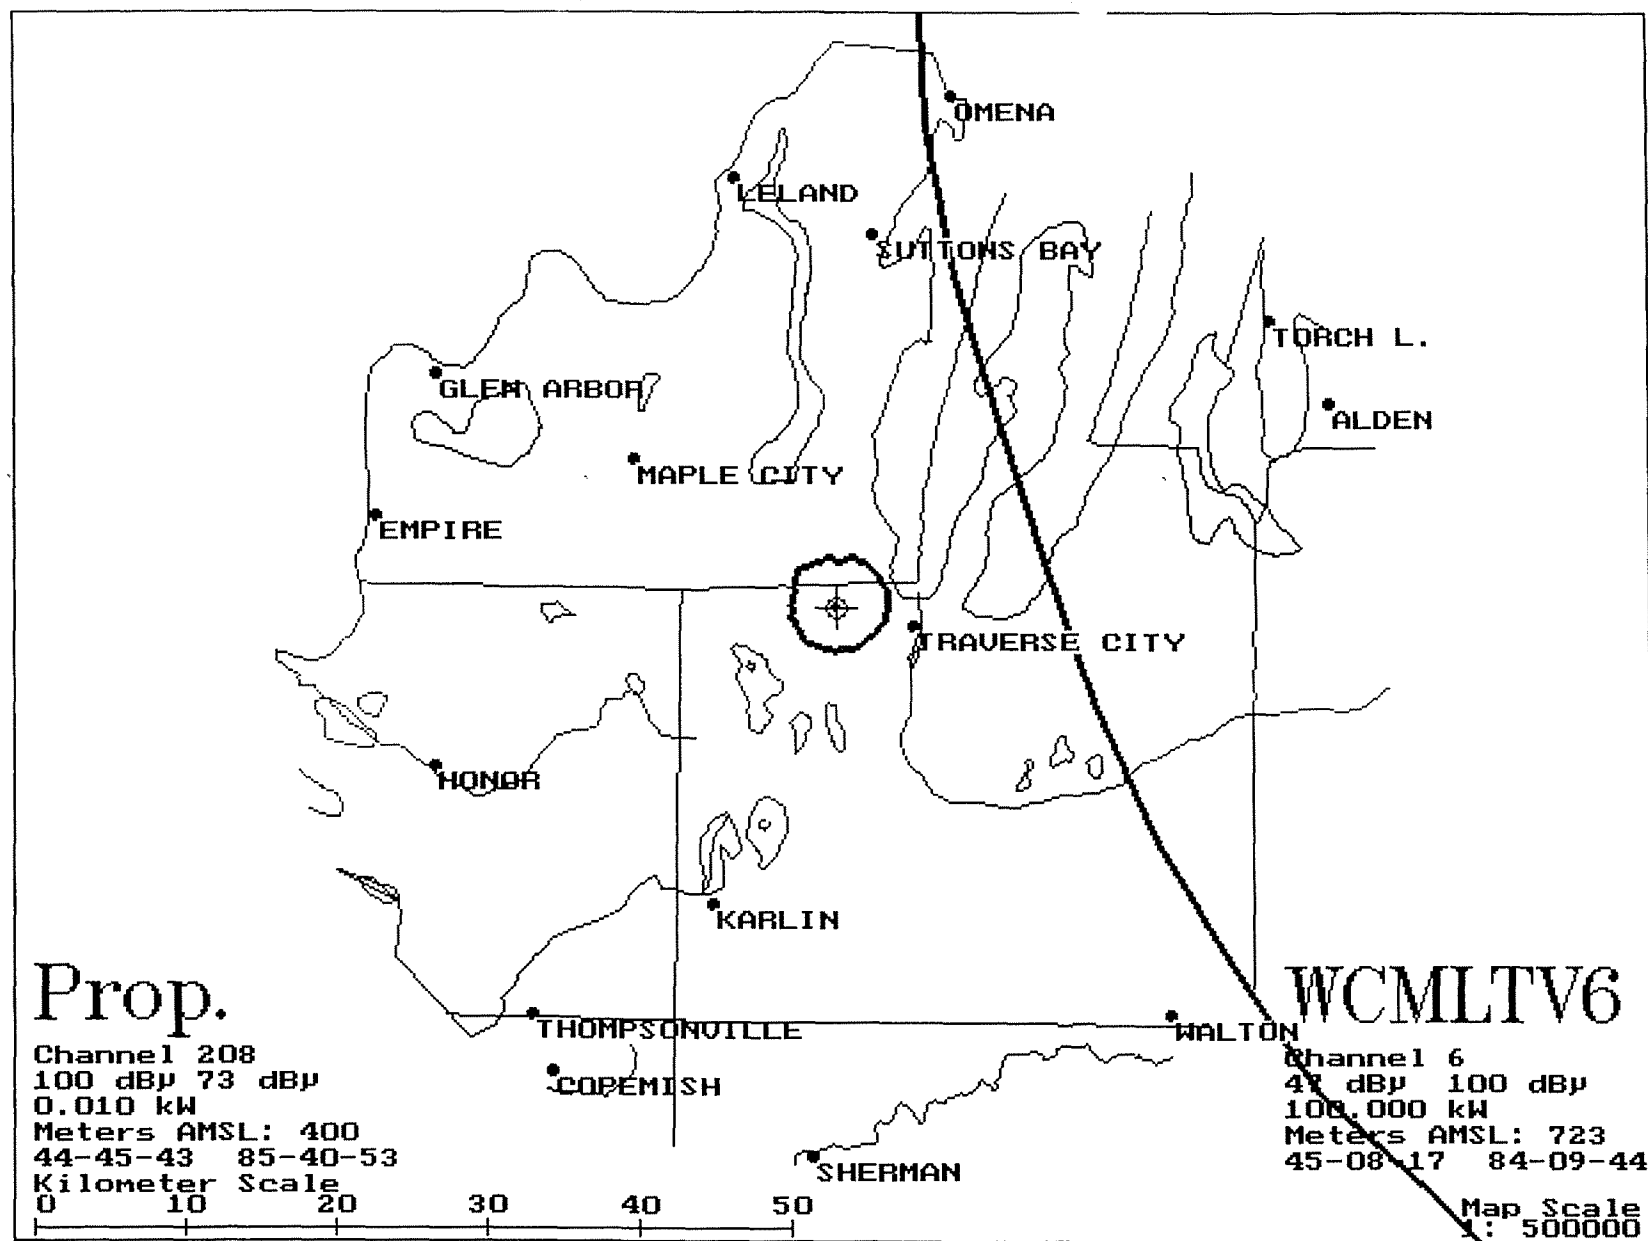 OMENA
LELAND
SUTTONS BAY
TORCH L.
GLEN ARBOR
ALDEN
MAPLE CITY
EMPIRE
TRAVERSE CITY
HONOR
KARLIN
THOMPSONVILLE
WALTON
COPEMISH
SHERMAN
Prop.
Channel 208
100 dBµ 73 dBµ
0.010 kW
Meters AMSL: 400
44-45-43 85-40-53
Kilometer Scale
0 10 20 30 40 50
WCMLTV6
Channel 6
47 dBµ 100 dBµ
100.000 kW
Meters AMSL: 723
45-08-17 84-09-44
Map Scale
1: 500000